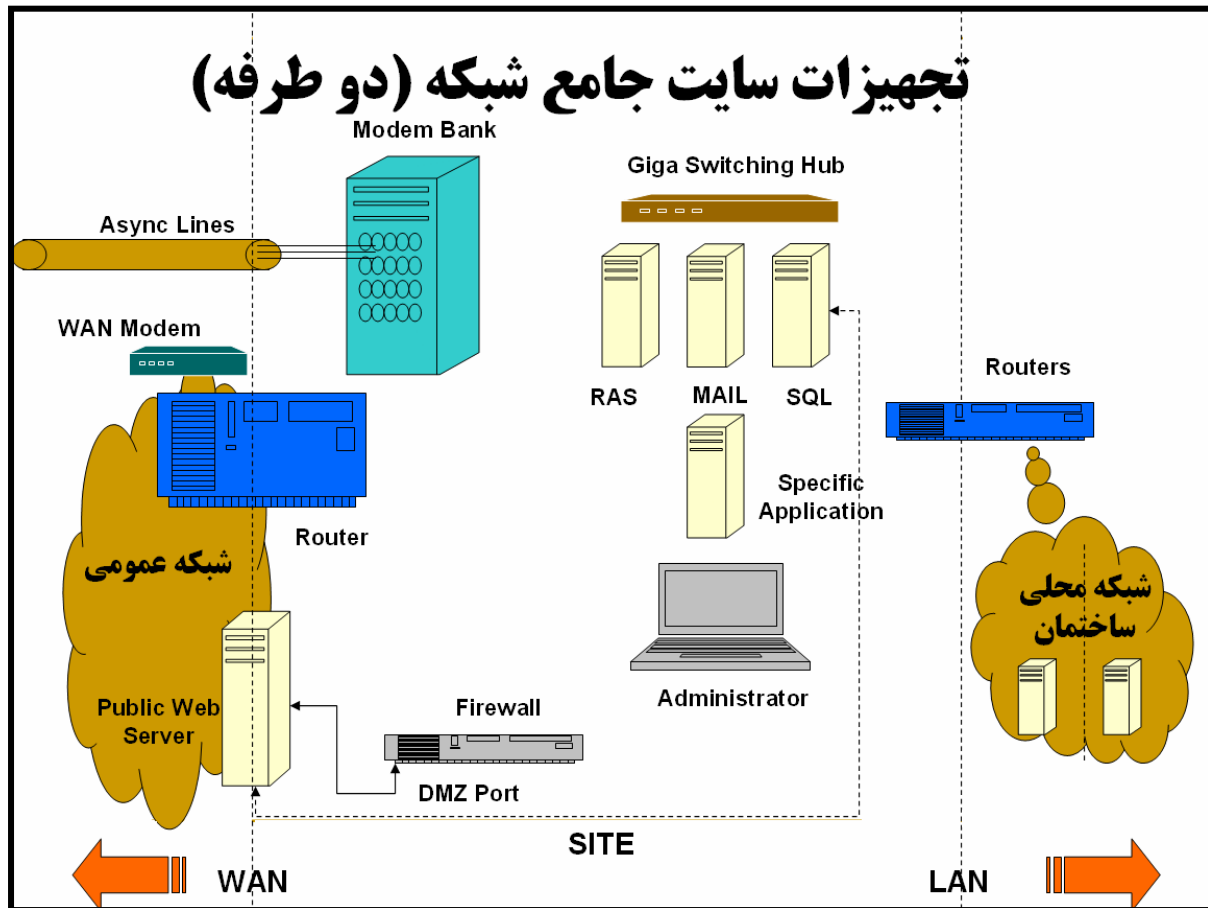 تجهیزات سایت جامع شبکه (دو طرفه)
Modem Bank
Giga Switching Hub
Async Lines
WAN Modem
RAS
MAIL
SQL
Routers
Specific
Application
Router
شبکه عمومی
شبکه محلی
ساختمان
Administrator
Public Web
Server
Firewall
DMZ Port
SITE
WAN
LAN